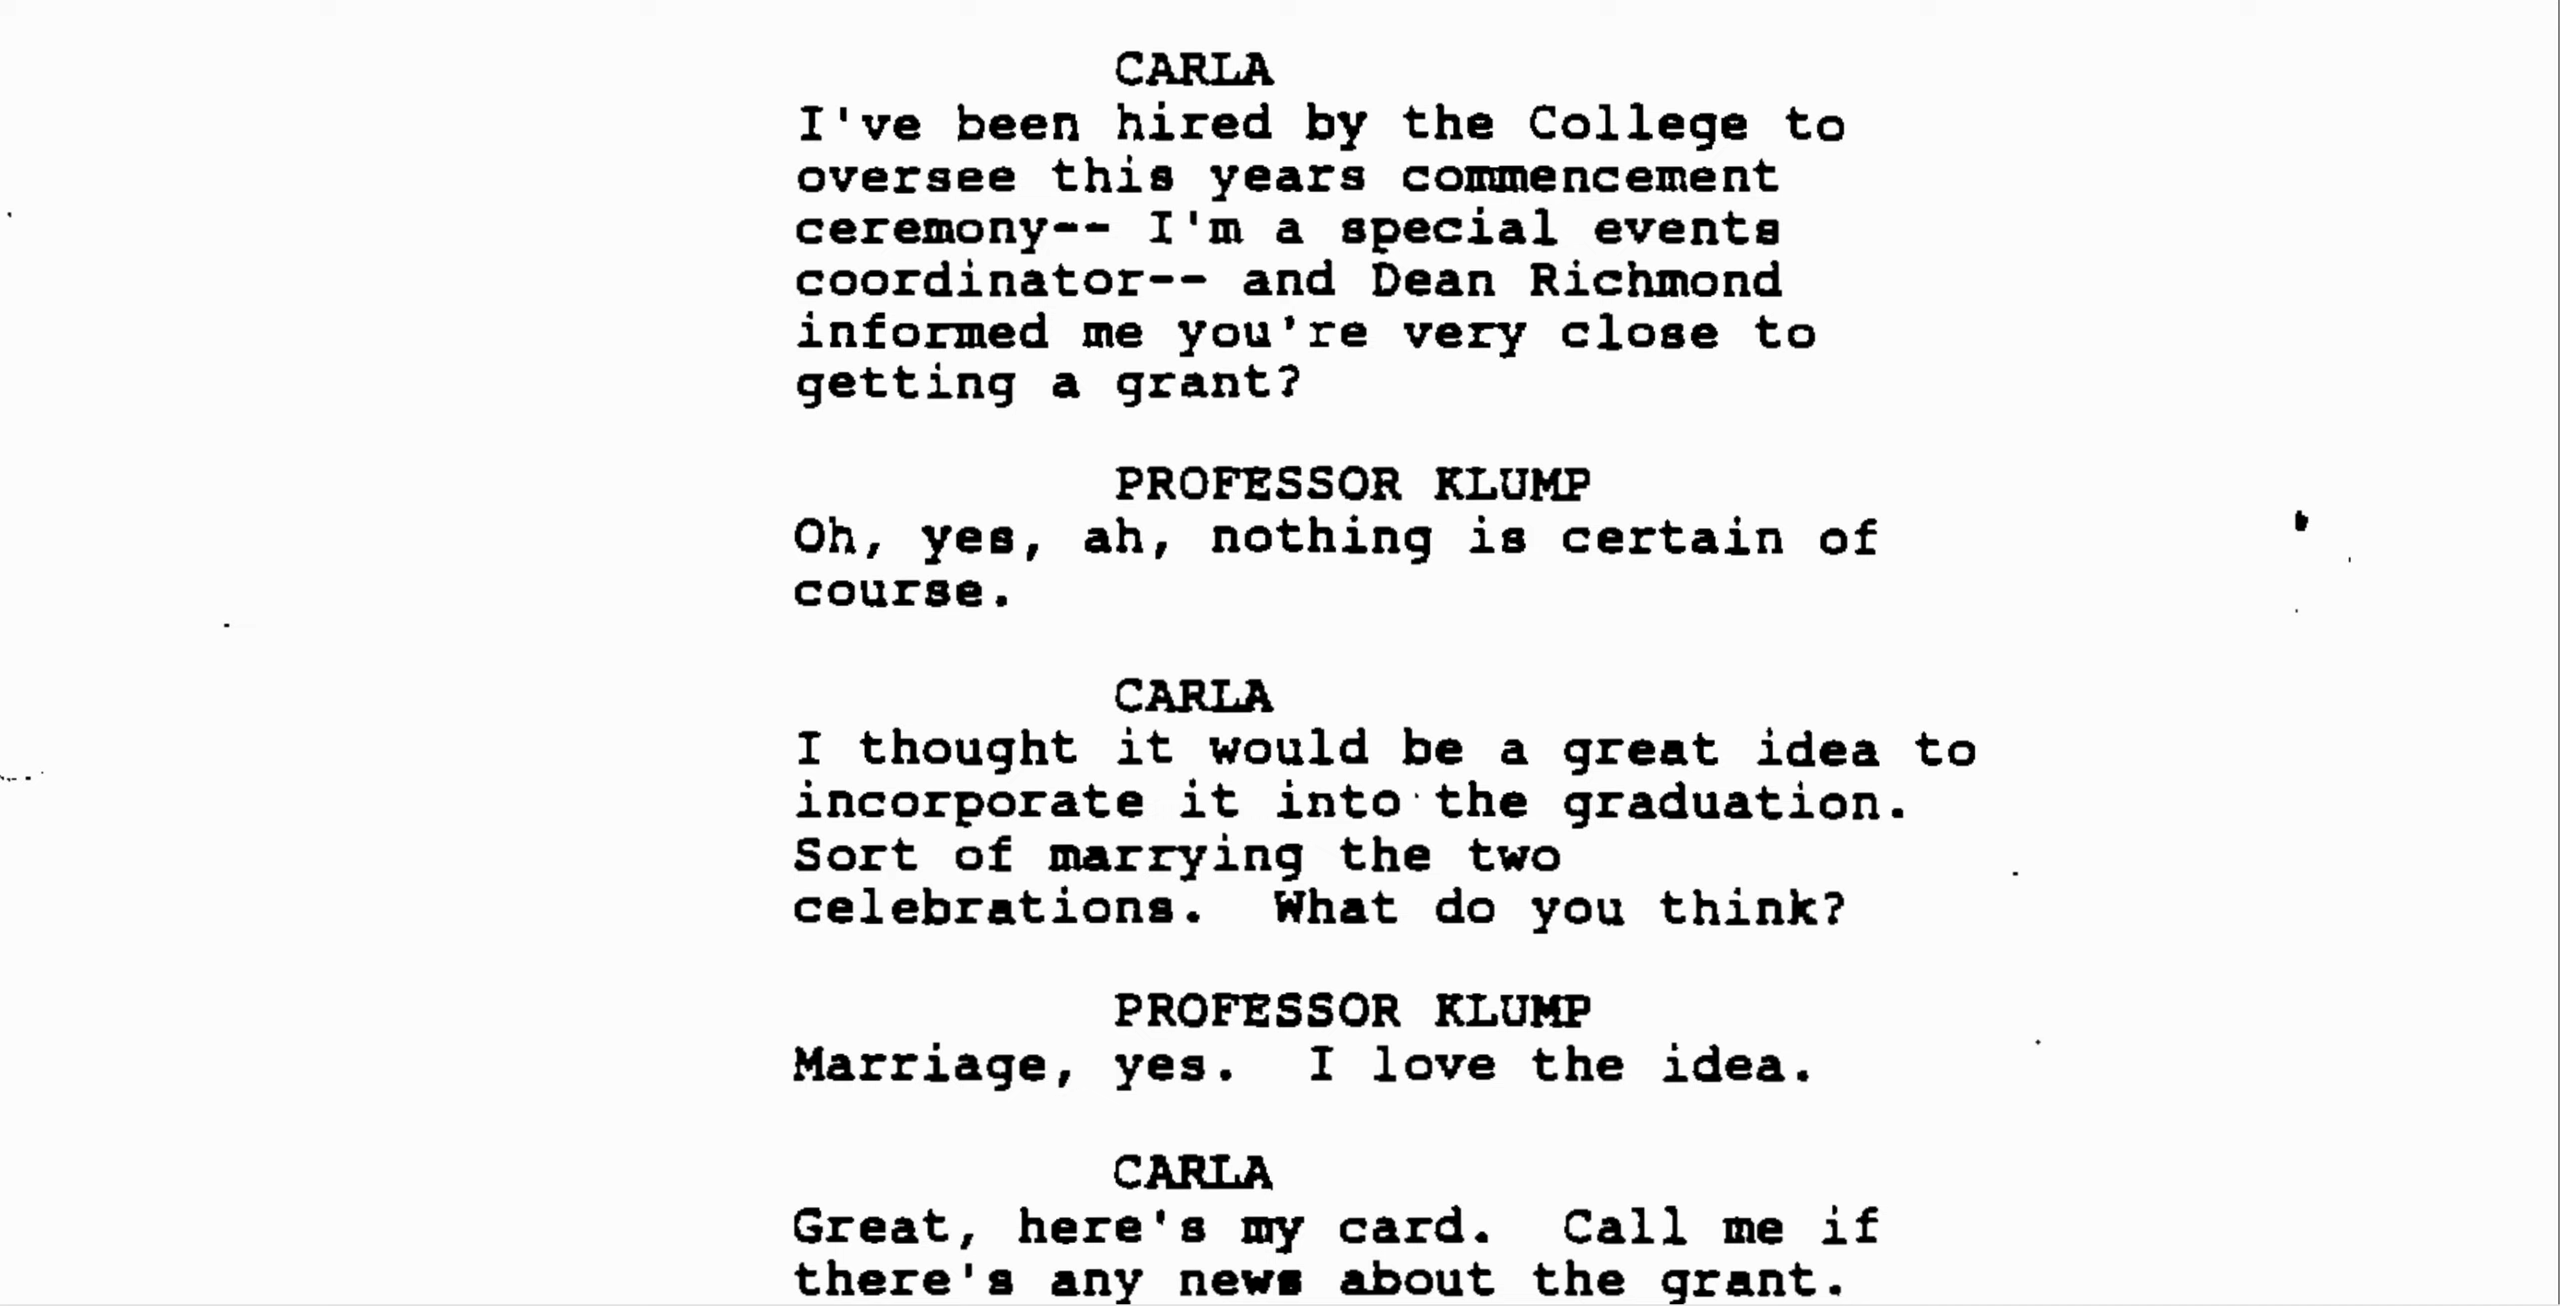 CARLA
I've been hired by the College to
oversee this years commencement
ceremony-- I'm a special events
coordinator-- and Dean Richmond
informed me you're very close to
getting a grant?
PROFESSOR KLUMP
Oh, yes, ah, nothing is certain of
course.
CARLA
I thought it would be a great idea to
incorporate it into the graduation.
Sort of marrying the two
celebrations.  What do you think?
PROFESSOR KLUMP
Marriage, yes.  I love the idea.
CARLA
Great, here's my card.  Call me if
there's any news about the grant.